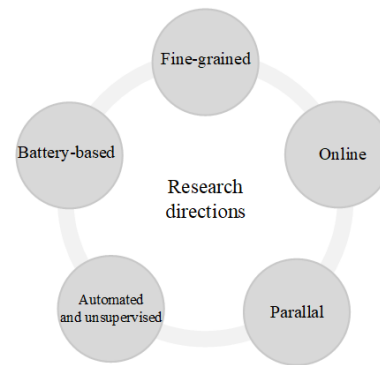 Fine-grained
Battery-based
Online
Research
directions
Automated
and unsupervised
Parallal